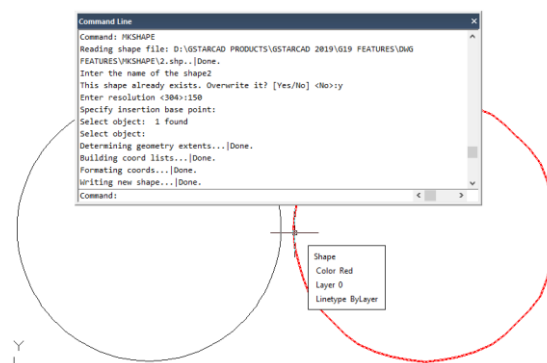 Command Line
Command: MKSHAPE
Reading shape file: D:\GSTARCAD PRODUCTS\GSTARCAD 2019\G19 FEATURES\DWG
FEATURES\MKSHAPE\2.shp..|Done.
Inter the name of the shape2
This shape already exists. Overwrite it? [Yes/No] <No>:y
Enter resolution <304>:150
Specify insertion base point:
Select object:  1 found
Select object:
Determining geometry extents...|Done.
Building coord lists...|Done.
Formating coords...|Done.
Writing new shape...|Done.
Command:
Shape
Color Red
Layer 0
Linetype ByLayer
Y